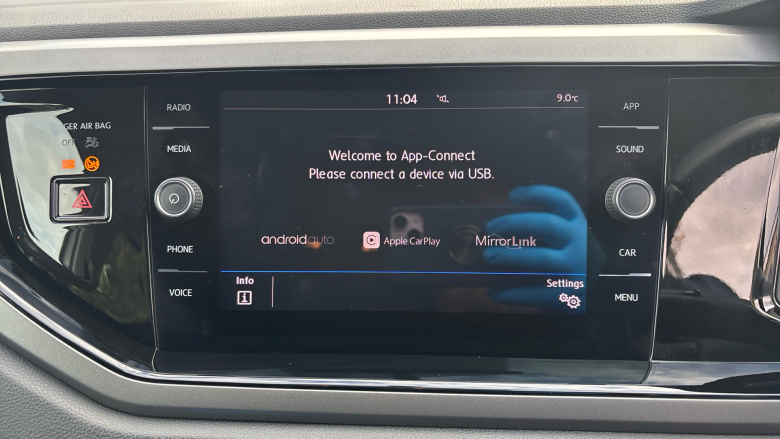 11:04
9.0°C
RADIO
APP
GER AIR BAG
OFF
MEDIA
SOUND
Welcome to App-Connect
Please connect a device via USB.
androidauto
Apple CarPlay
MirrorLink
PHONE
CAR
Info
Settings
VOICE
MENU